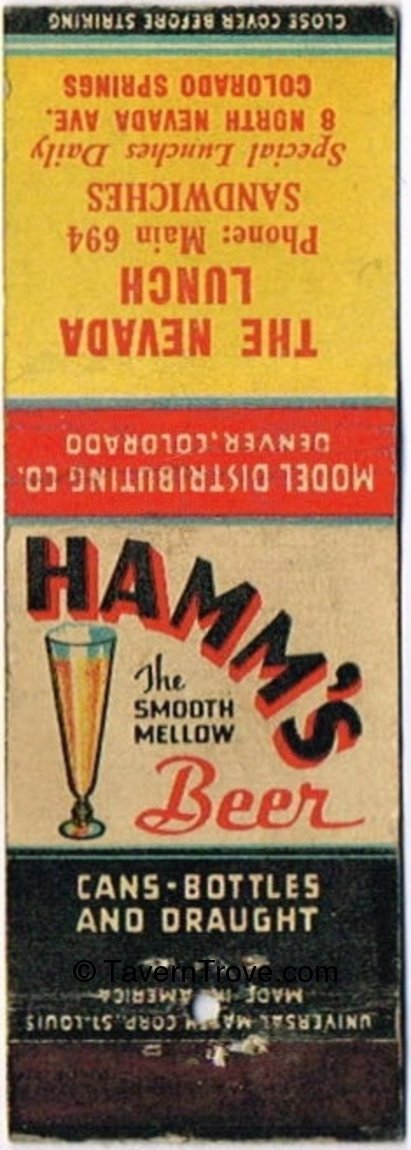 CLOSE COVER BEFORE STRIKING
THE NEVADA
LUNCH
Phone: Main 694
SANDWICHES
Special Lunches Daily
8 NORTH NEVADA AVE.
COLORADO SPRINGS
MODEL DISTRIBUTING CO.
DENVER, COLORADO
HAMM'S
The
SMOOTH
MELLOW
Beer
CANS-BOTTLES
AND DRAUGHT
© TavernTrove.com
UNIVERSAL MATCH CORP. ST. LOUIS
MADE IN AMERICA